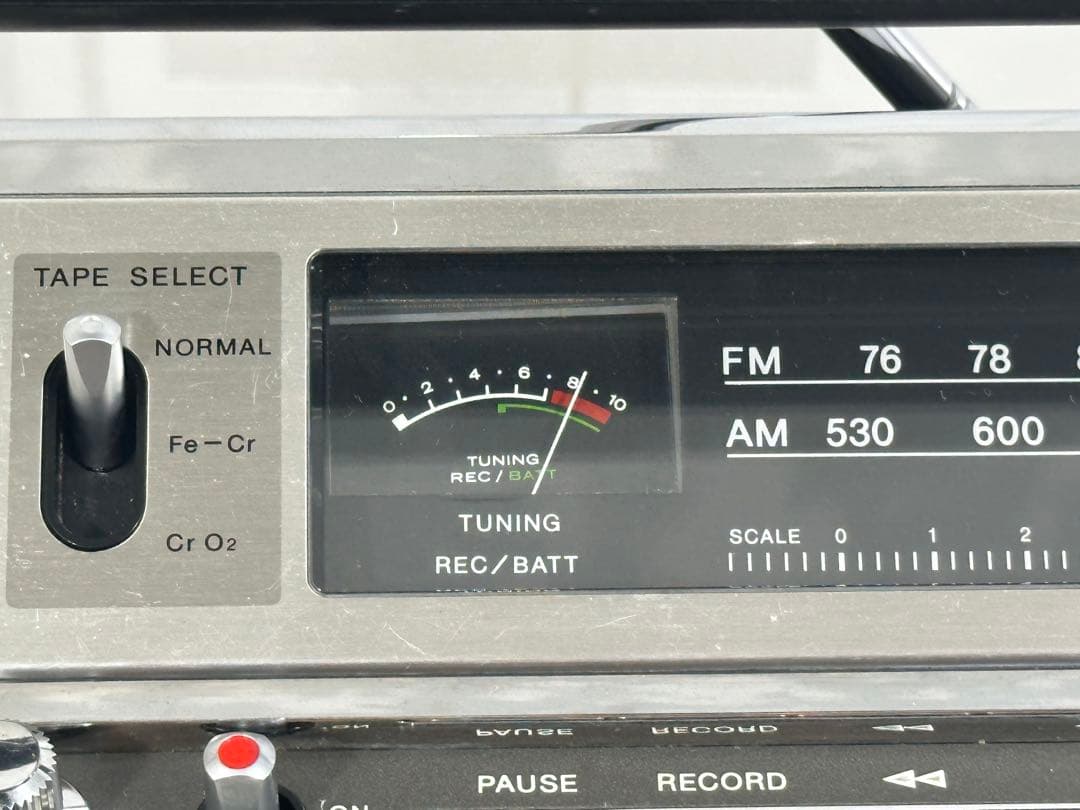 TAPE SELECT
NORMAL
Fe-Cr
Cr O2
0 2 4 6 8 10
TUNING
REC/BATT
TUNING
REC/BATT
FM 76 78
AM 530 600
SCALE 0 1 2
PAUSE RECORD
PAUSE RECORD